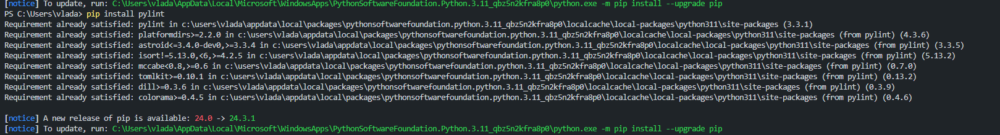 [notice] To update, run: C:\Users\vlada\AppData\Local\Microsoft\WindowsApps\PythonSoftwareFoundation.Python.3.11_qbz5n2kfra8p0\python.exe -m pip install --upgrade pip
PS C:\Users\vlada> pip install pylint
Requirement already satisfied: pylint in c:\users\vlada\appdata\local\packages\pythonsoftwarefoundation.python.3.11_qbz5n2kfra8p0\localcache\local-packages\python311\site-packages (3.3.1)
Requirement already satisfied: platformdirs>=2.2.0 in c:\users\vlada\appdata\local\packages\pythonsoftwarefoundation.python.3.11_qbz5n2kfra8p0\localcache\local-packages\python311\site-packages (from pylint) (4.3.6)
Requirement already satisfied: astroid<=3.4.0-dev0,>=3.3.4 in c:\users\vlada\appdata\local\packages\pythonsoftwarefoundation.python.3.11_qbz5n2kfra8p0\localcache\local-packages\python311\site-packages (from pylint) (3.3.5)
Requirement already satisfied: isort!=5.13.0,<6,>=4.2.5 in c:\users\vlada\appdata\local\packages\pythonsoftwarefoundation.python.3.11_qbz5n2kfra8p0\localcache\local-packages\python311\site-packages (from pylint) (5.13.2)
Requirement already satisfied: mccabe<0.8,>=0.6 in c:\users\vlada\appdata\local\packages\pythonsoftwarefoundation.python.3.11_qbz5n2kfra8p0\localcache\local-packages\python311\site-packages (from pylint) (0.7.0)
Requirement already satisfied: tomlkit>=0.10.1 in c:\users\vlada\appdata\local\packages\pythonsoftwarefoundation.python.3.11_qbz5n2kfra8p0\localcache\local-packages\python311\site-packages (from pylint) (0.13.2)
Requirement already satisfied: dill>=0.3.6 in c:\users\vlada\appdata\local\packages\pythonsoftwarefoundation.python.3.11_qbz5n2kfra8p0\localcache\local-packages\python311\site-packages (from pylint) (0.3.9)
Requirement already satisfied: colorama>=0.4.5 in c:\users\vlada\appdata\local\packages\pythonsoftwarefoundation.python.3.11_qbz5n2kfra8p0\localcache\local-packages\python311\site-packages (from pylint) (0.4.6)
[notice] A new release of pip is available: 24.0 -> 24.3.1
[notice] To update, run: C:\Users\vlada\AppData\Local\Microsoft\WindowsApps\PythonSoftwareFoundation.Python.3.11_qbz5n2kfra8p0\python.exe -m pip install --upgrade pip